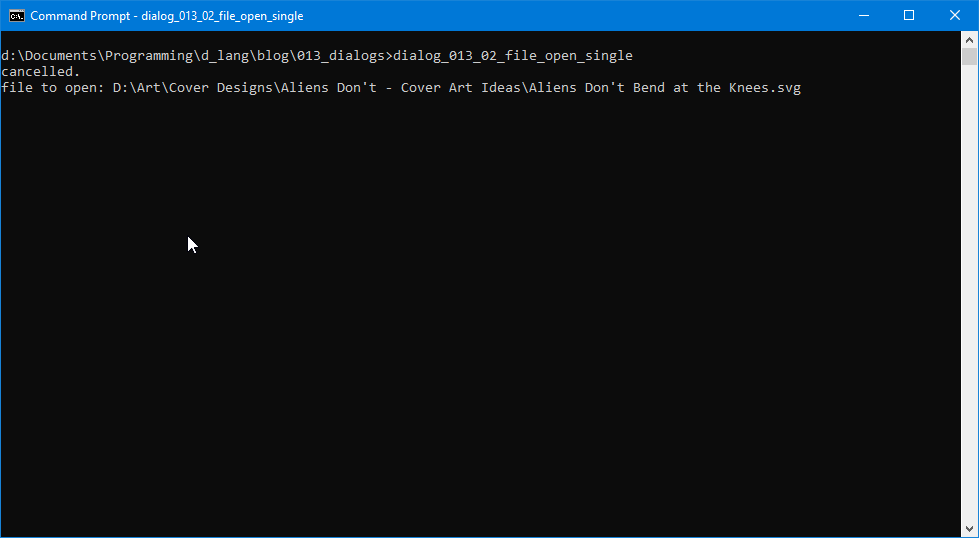 Command Prompt - dialog_013_02_file_open_single
d:\Documents\Programming\d_lang\blog\013_dialogs>dialog_013_02_file_open_single
cancelled.
file to open: D:\Art\Cover Designs\Aliens Don't - Cover Art Ideas\Aliens Don't Bend at the Knees.svg